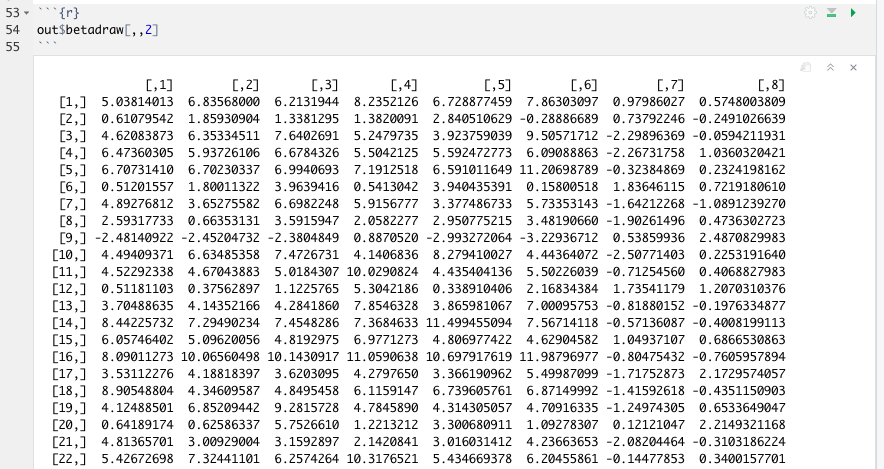 53 ```{r}
54 out$betadraw[,,2]
55 ```
[,1] [,2] [,3] [,4] [,5] [,6] [,7] [,8]
[1,] 5.03814013 6.83568000 6.2131944 8.2352126 6.728877459 7.86303097 0.97986027 0.5748003809
[2,] 0.61079542 1.85930904 1.3381295 1.3820091 2.840510629 -0.28886689 0.73792246 -0.2491026639
[3,] 4.62083873 6.35334511 7.6402691 5.2479735 3.923759039 9.50571712 -2.29896369 -0.0594211931
[4,] 6.47360305 5.93726106 6.6784326 5.5042125 5.592472773 6.09088863 -2.26731758 1.0360320421
[5,] 6.70731410 6.70230337 6.9940693 7.1912518 6.591011649 11.20698789 -0.32384869 0.2324198162
[6,] 0.51201557 1.80011322 3.9639416 0.5413042 3.940435391 0.15800518 1.83646115 0.7219180610
[7,] 4.89276812 3.65275582 6.6982248 5.9156777 3.377486733 5.73353143 -1.64212268 -1.0891239270
[8,] 2.59317733 0.66353131 3.5915947 2.0582277 2.950775215 3.48190660 -1.90261496 0.4736302723
[9,] -2.48140922 -2.45204732 -2.3804849 0.8870520 -2.993272064 -3.22936712 0.53859936 2.4870829983
[10,] 4.49409371 6.63485358 7.4726731 4.1406836 8.279410027 4.44364072 -2.50771403 0.2253191640
[11,] 4.52292338 4.67043883 5.0184307 10.0290824 4.435404136 5.50226039 -0.71254560 0.4068827983
[12,] 0.51181103 0.37562897 1.1225765 5.3042186 0.338910406 2.16834384 1.73541179 1.2070310376
[13,] 3.70488635 4.14352166 4.2841860 7.8546328 3.865981067 7.00095753 -0.81880152 -0.1976334877
[14,] 8.44225732 7.29490234 7.4548286 7.3684633 11.499455094 7.56714118 -0.57136087 -0.4008199113
[15,] 6.05746402 5.09620056 4.8192975 6.9771273 4.806977422 4.62904582 1.04937107 0.6866530863
[16,] 8.09011273 10.06560498 10.1430917 11.0590638 10.697917619 11.98796977 -0.80475432 -0.7605957894
[17,] 3.53112276 4.18818397 3.6203095 4.2797650 3.366190962 5.49987099 -1.71752873 2.1729574057
[18,] 8.90548804 4.34609587 4.8495458 6.1159147 6.739605761 6.87149992 -1.41592618 -0.4351150903
[19,] 4.12488501 6.85209442 9.2815728 4.7845890 4.314305057 4.70916335 -1.24974305 0.6533649047
[20,] 0.64189174 0.62586337 5.7526610 1.2213212 3.300680911 1.09278307 0.12121047 2.2149321168
[21,] 4.81365701 3.00929004 3.1592897 2.1420841 3.016031412 4.23663653 -2.08204464 -0.3103186224
[22,] 5.42672698 7.32441101 6.2574264 10.3176521 5.434669378 6.20455861 -0.14477853 0.3400157701